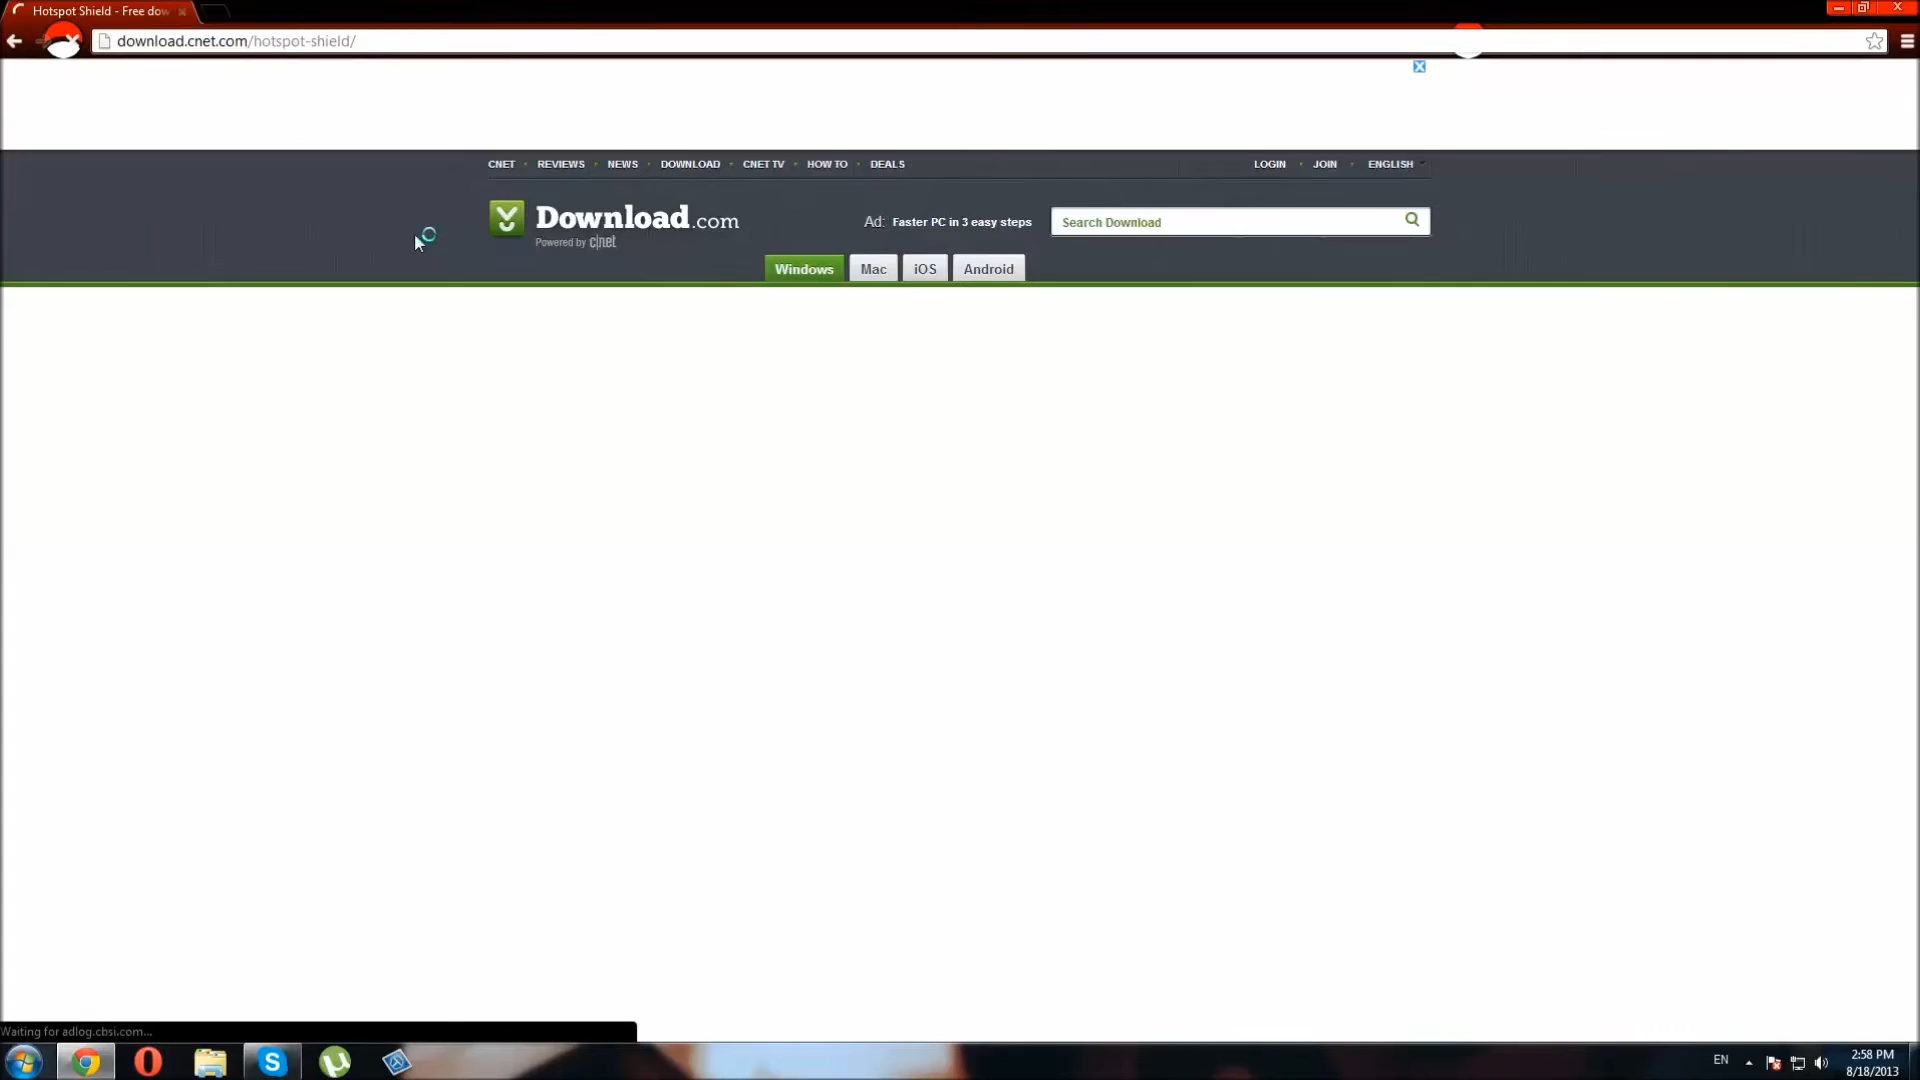 Hotspot Shield - Free dow
download.cnet.com/hotspot-shield/
CNET REVIEWS NEWS DOWNLOAD CNET TV HOW TO DEALS LOGIN JOIN ENGLISH
Download.com
Powered by c|net
Ad: Faster PC in 3 easy steps
Search Download
Windows Mac iOS Android
Waiting for adlog.cbsi.com...
EN
2:58 PM
8/18/2013